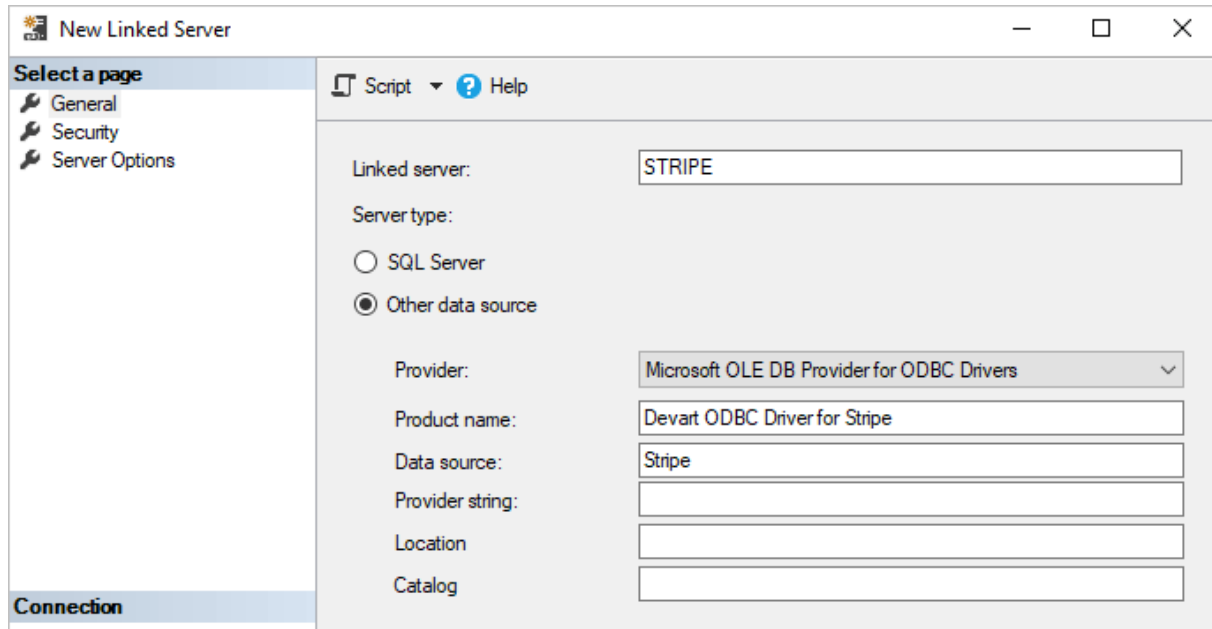 New Linked Server
Select a page
General
Security
Server Options
Connection
Script
Help
Linked server:
STRIPE
Server type:
SQL Server
Other data source
Provider:
Microsoft OLE DB Provider for ODBC Drivers
Product name:
Devart ODBC Driver for Stripe
Data source:
Stripe
Provider string:
Location
Catalog